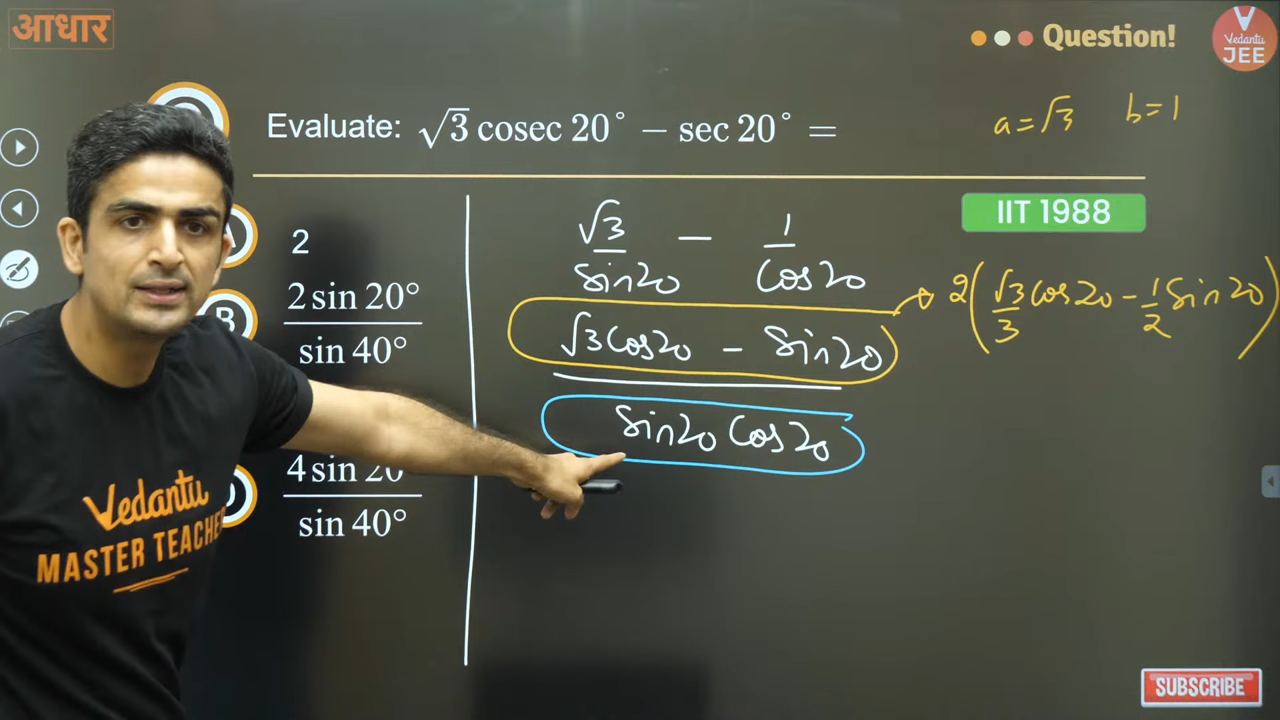 आधार
Question!
Vedantu
JEE
Evaluate: √3 cosec 20° − sec 20° =
a=√3 b=1
IIT 1988
A 2
B 2 sin 20° / sin 40°
4 sin 20° / sin 40°
√3 / sin20 − 1 / cos20
√3 cos20 − sin20
sin20 cos20
2(√3/3 cos20 − 1/2 sin20)
Vedantu
MASTER TEACHER
SUBSCRIBE